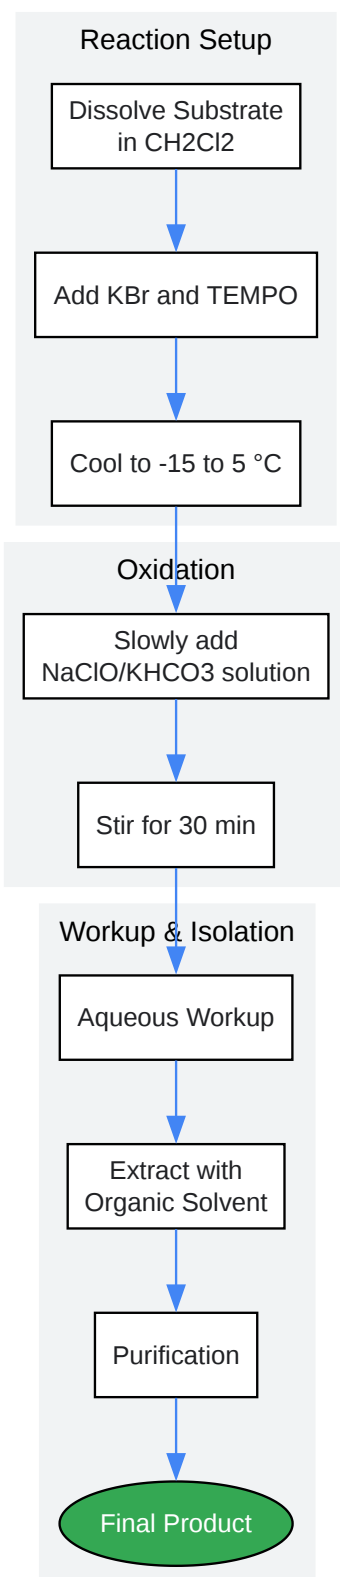 Reaction Setup
Dissolve Substrate
in CH2Cl2
Add KBr and TEMPO
Cool to -15 to 5 °C
Oxidation
Slowly add
NaClO/KHCO3 solution
Stir for 30 min
Workup & Isolation
Aqueous Workup
Extract with
Organic Solvent
Purification
Final Product